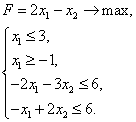 F = 2x₁ − x₂ → max,
x₁ ≤ 3,
x₁ ≥ −1,
−2x₁ − 3x₂ ≤ 6,
−x₁ + 2x₂ ≤ 6.